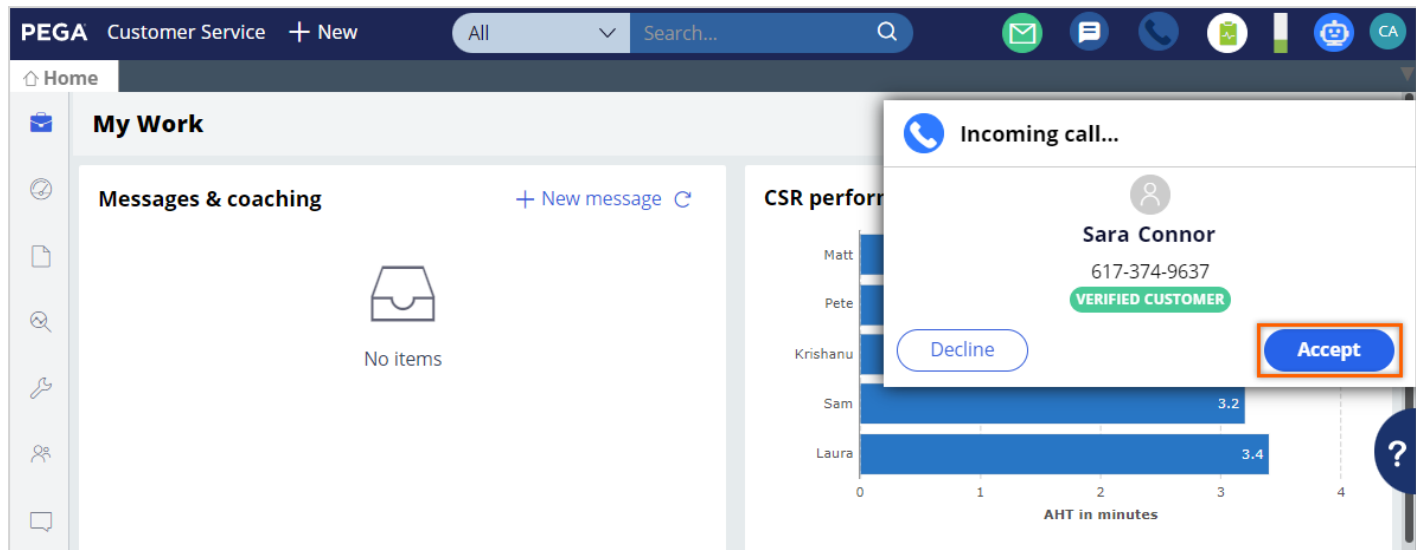 PEGA Customer Service + New All Search... CA
Home
My Work
Incoming call...
Messages & coaching + New message
CSR perfor
Sara Connor
617-374-9637
VERIFIED CUSTOMER
Decline Accept
No items
Matt
Pete
Krishanu
Sam 3.2
Laura 3.4
0 1 2 3 4
AHT in minutes
?